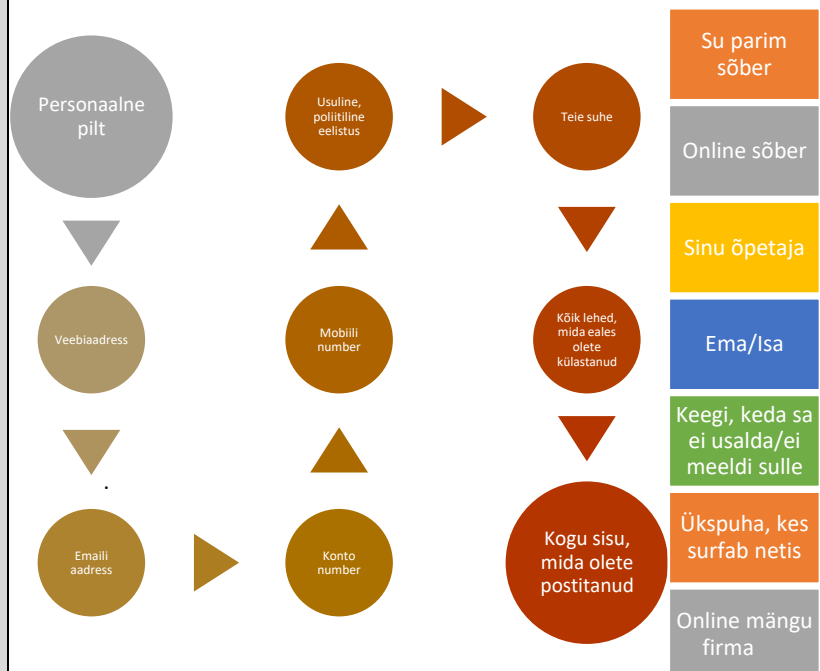 Personaalne
pilt
Veebiaadress
Emaili
aadress
Konto
number
Mobiili
number
Usuline,
poliitiline
eelistus
Teie suhe
Kõik lehed,
mida eales
olete
külastanud
Kogu sisu,
mida olete
postitanud
Su parim
sõber
Online sõber
Sinu õpetaja
Ema/Isa
Keegi, keda sa
ei usalda/ei
meeldi sulle
Ükspuha, kes
surfab netis
Online mängu
firma
.